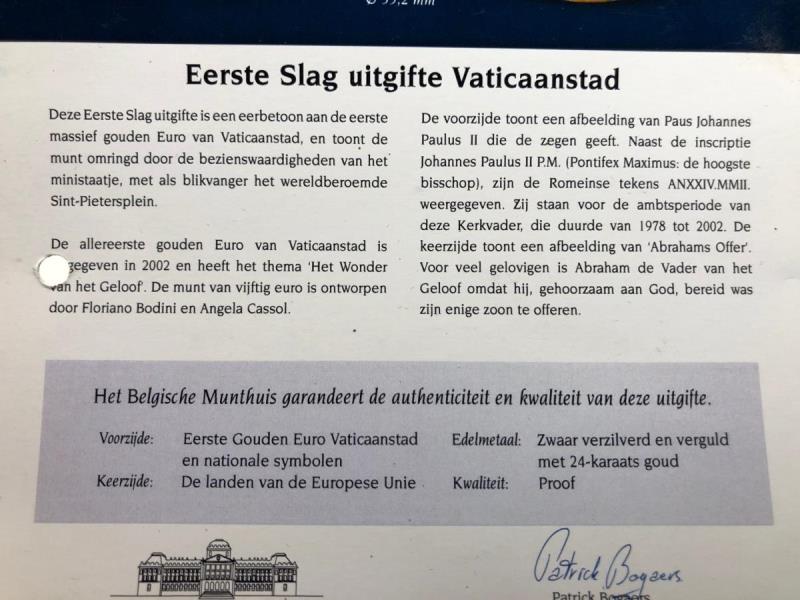 Ø 35,2 mm
Eerste Slag uitgifte Vaticaanstad
Deze Eerste Slag uitgifte is een eerbetoon aan de eerste
massief gouden Euro van Vaticaanstad, en toont de
munt omringd door de bezienswaardigheden van het
ministaatje, met als blikvanger het wereldberoemde
Sint-Pietersplein.
De allereerste gouden Euro van Vaticaanstad is
gegeven in 2002 en heeft het thema 'Het Wonder
van het Geloof'. De munt van vijftig euro is ontworpen
door Floriano Bodini en Angela Cassol.
De voorzijde toont een afbeelding van Paus Johannes
Paulus II die de zegen geeft. Naast de inscriptie
Johannes Paulus II P.M. (Pontifex Maximus: de hoogste
bisschop), zijn de Romeinse tekens ANXXIV.MMII.
weergegeven. Zij staan voor de ambtsperiode van
deze Kerkvader, die duurde van 1978 tot 2002. De
keerzijde toont een afbeelding van 'Abrahams Offer'.
Voor veel gelovigen is Abraham de Vader van het
Geloof omdat hij, gehoorzaam aan God, bereid was
zijn enige zoon te offeren.
Het Belgische Munthuis garandeert de authenticiteit en kwaliteit van deze uitgifte.
Voorzijde: Eerste Gouden Euro Vaticaanstad
en nationale symbolen
Keerzijde: De landen van de Europese Unie
Edelmetaal: Zwaar verzilverd en verguld
met 24-karaats goud
Kwaliteit: Proof
Patrick Bogaers
Patrick Bogaers